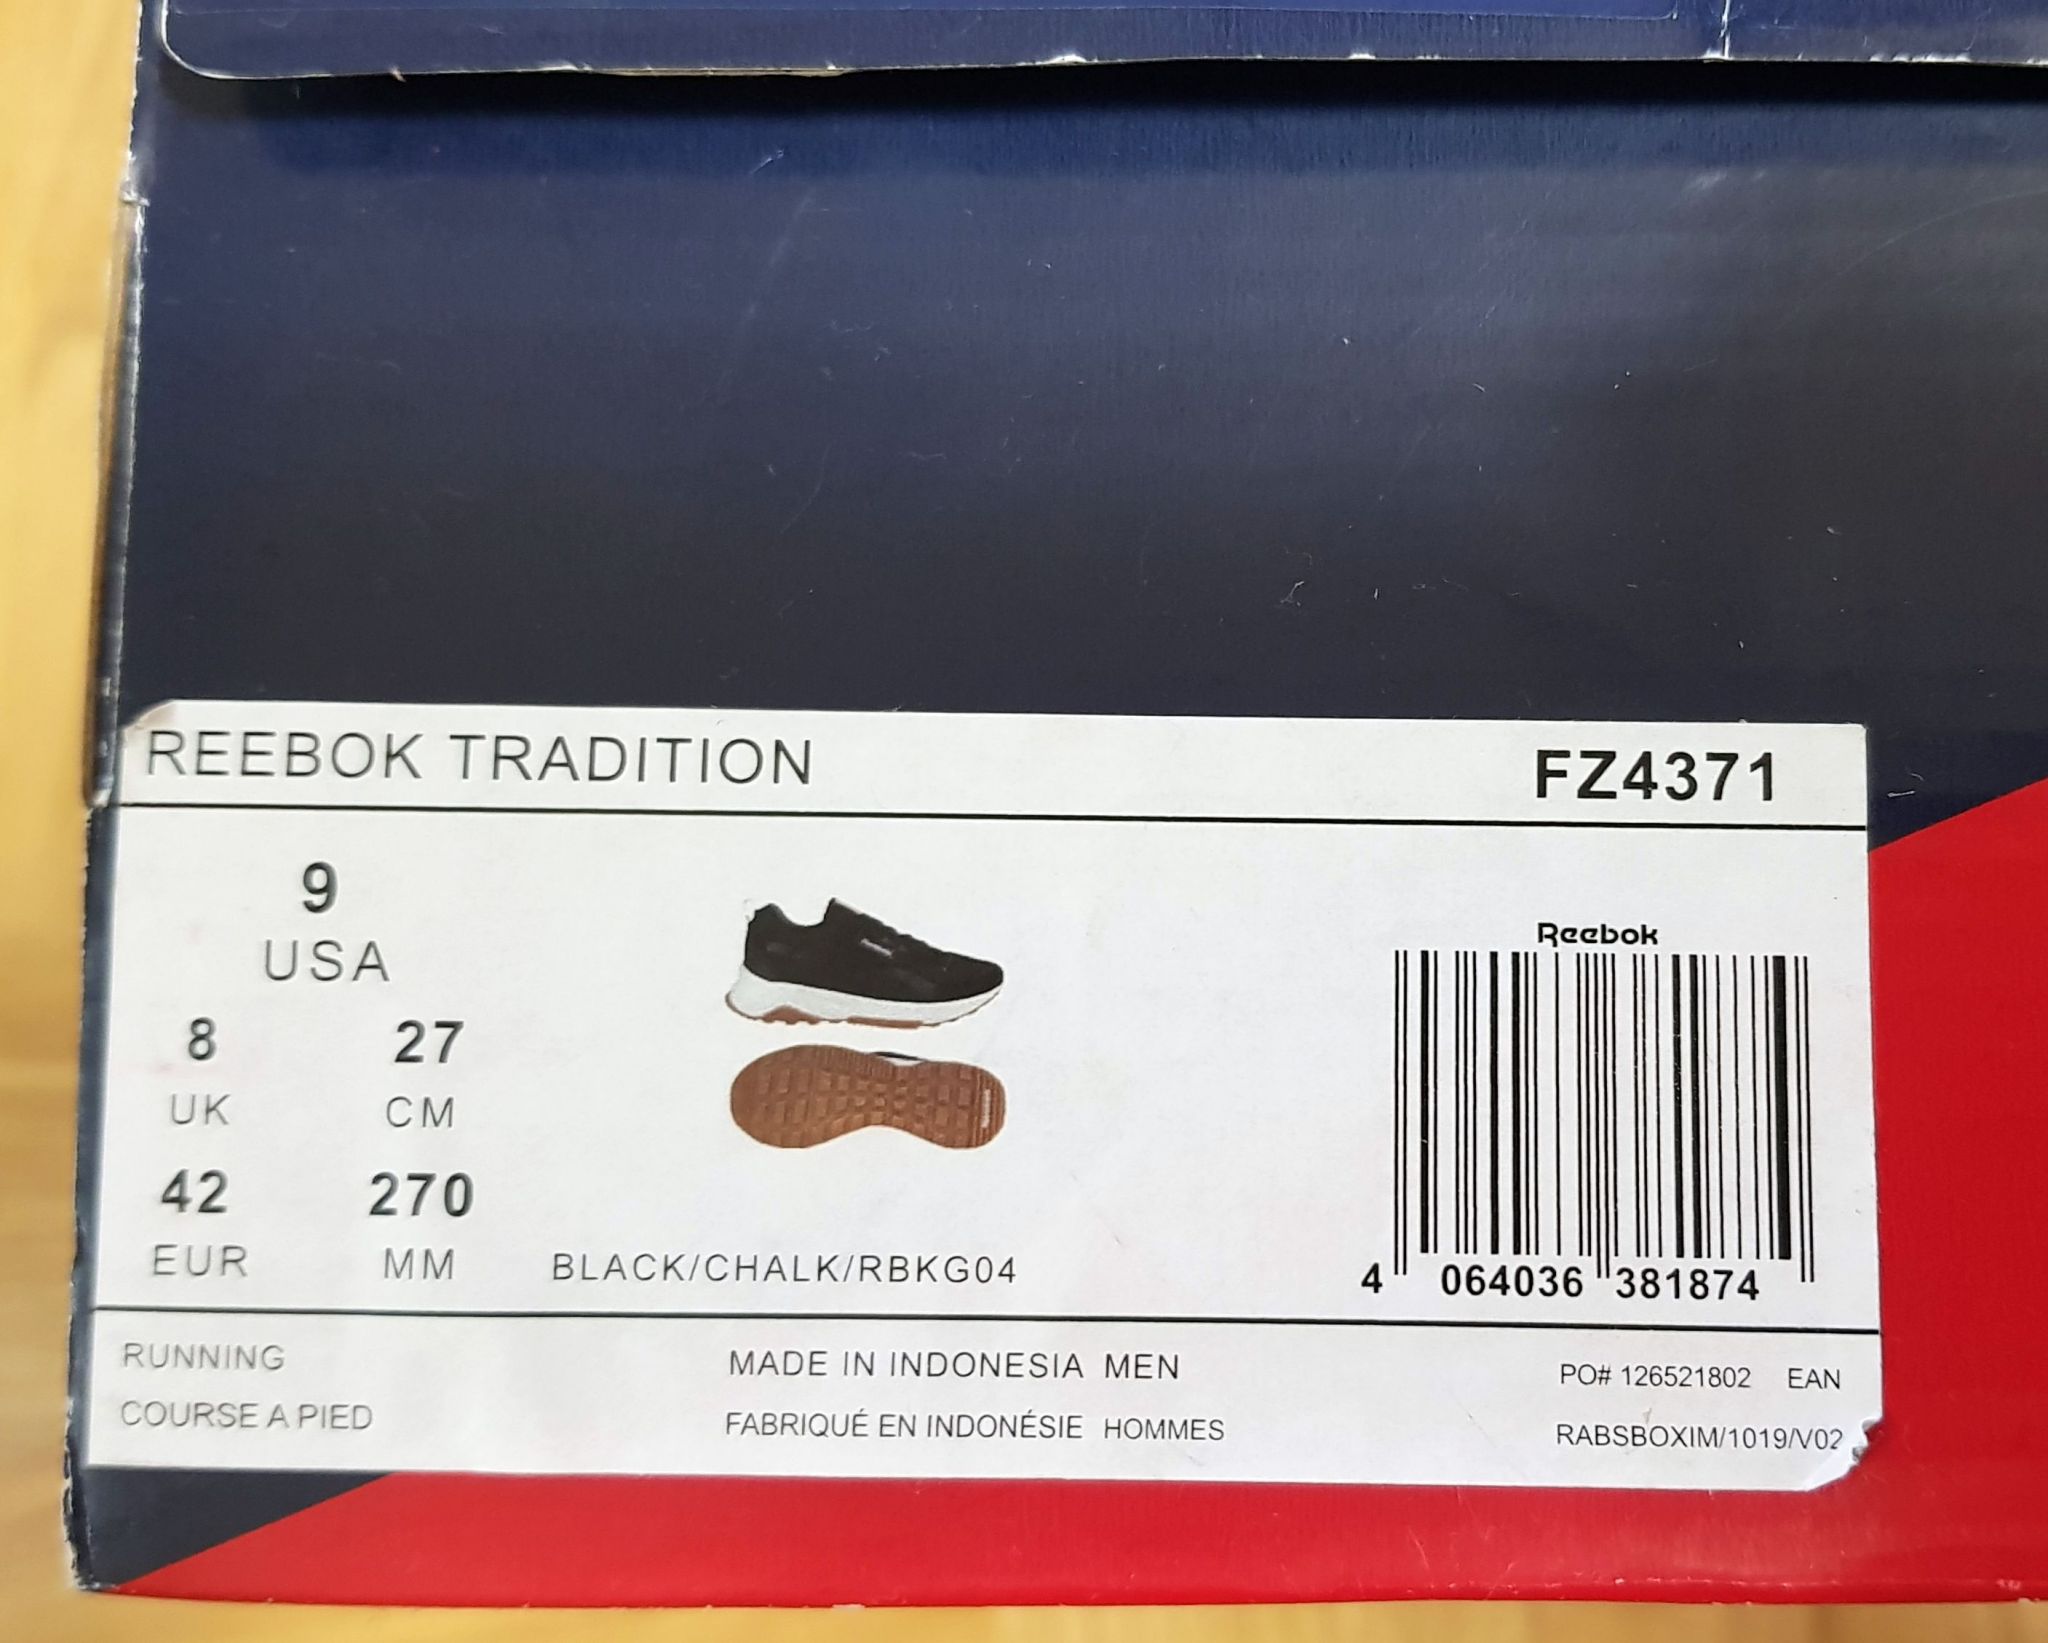 REEBOK TRADITION FZ4371
9
USA
8 27
UK CM
42 270
EUR MM
BLACK/CHALK/RBKG04
Reebok
4 064036 381874
RUNNING MADE IN INDONESIA MEN PO# 126521802 EAN
COURSE A PIED FABRIQUÉ EN INDONÉSIE HOMMES RABSBOXIM/1019/V02